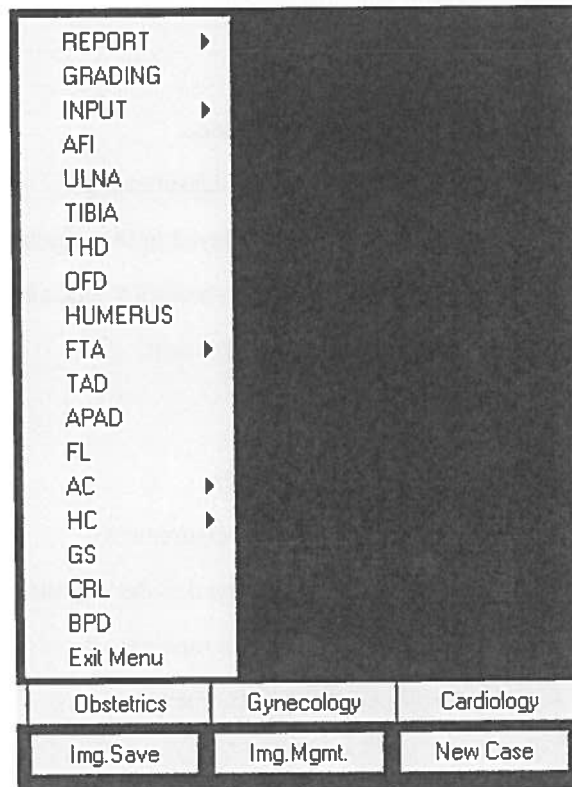 REPORT
GRADING
INPUT
AFI
ULNA
TIBIA
THD
OFD
HUMERUS
FTA
TAD
APAD
FL
AC
HC
GS
CRL
BPD
Exit Menu
Obstetrics Gynecology Cardiology
Img.Save Img.Mgmt. New Case